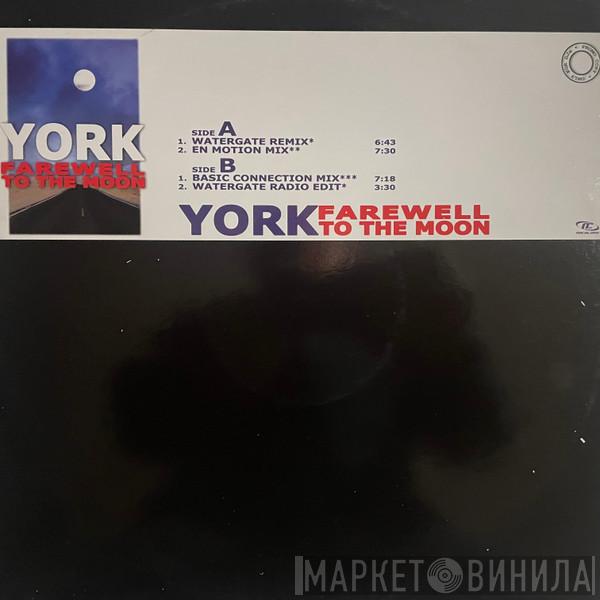 YORK
FAREWELL
TO THE MOON
SIDE A
1. WATERGATE REMIX* 6:43
2. EN MOTION MIX** 7:30
SIDE B
1. BASIC CONNECTION MIX*** 7:18
2. WATERGATE RADIO EDIT* 3:30
YORK FAREWELL
TO THE MOON
МАРКЕТ ВИНИЛА